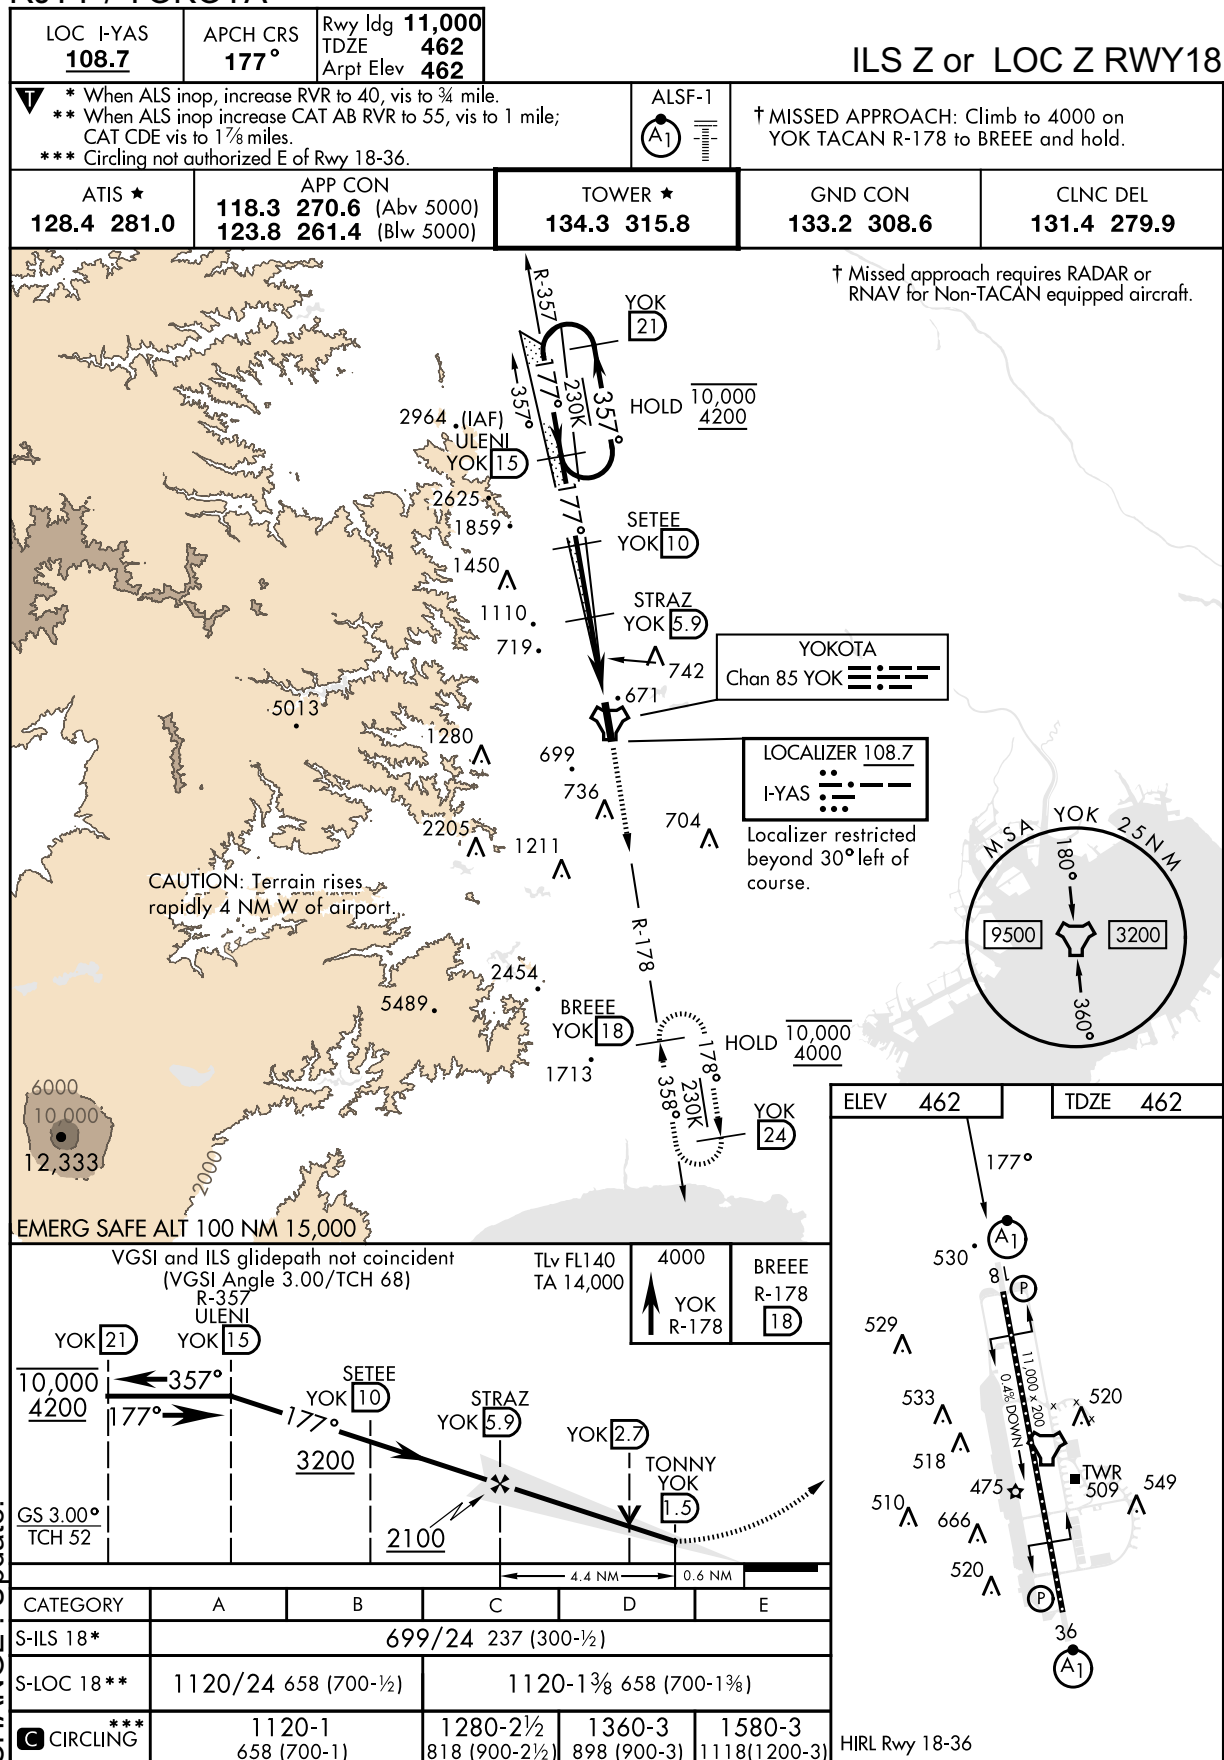 LOC I-YAS
108.7
APCH CRS
177°
Rwy ldg 11,000
TDZE 462
Arpt Elev 462
ILS Z or LOC Z RWY18
T
* When ALS inop, increase RVR to 40, vis to ¾ mile.
** When ALS inop increase CAT AB RVR to 55, vis to 1 mile;
CAT CDE vis to 1⅞ miles.
*** Circling not authorized E of Rwy 18-36.
ALSF-1
A1
† MISSED APPROACH: Climb to 4000 on
YOK TACAN R-178 to BREEE and hold.
ATIS ★
128.4 281.0
APP CON
118.3 270.6 (Abv 5000)
123.8 261.4 (Blw 5000)
TOWER ★
134.3 315.8
GND CON
133.2 308.6
CLNC DEL
131.4 279.9
† Missed approach requires RADAR or
RNAV for Non-TACAN equipped aircraft.
R-357
YOK
21
177°
230K
357°
357°
HOLD 10,000
4200
2964 (IAF)
ULENI
YOK 15
2625
177°
1859
SETEE
YOK 10
1450
1110
STRAZ
YOK 5.9
719
742
YOKOTA
Chan 85 YOK
671
5013
1280
699
LOCALIZER 108.7
I-YAS
736
704
2205
1211
Localizer restricted
beyond 30° left of
course.
MSA YOK 25NM
180°
9500
3200
360°
CAUTION: Terrain rises
rapidly 4 NM W of airport.
R-178
2454
5489
BREEE
YOK 18
HOLD 10,000
4000
1713
178°
230K
358°
YOK
24
6000
10,000
12,333
2000
EMERG SAFE ALT 100 NM 15,000
ELEV 462
TDZE 462
177°
A1
530
18
P
529
11,000 x 200
0.4% DOWN
533
x x
520
x
518
475
TWR
509
549
510
666
520
P
36
A1
HIRL Rwy 18-36
VGSI and ILS glidepath not coincident
(VGSI Angle 3.00/TCH 68)
TLv FL140
TA 14,000
4000
YOK
R-178
BREEE
R-178
18
R-357
ULENI
YOK 21
YOK 15
10,000
4200
357°
177°
SETEE
YOK 10
177°
3200
STRAZ
YOK 5.9
2100
YOK 2.7
TONNY
YOK
1.5
GS 3.00°
TCH 52
4.4 NM
0.6 NM
CATEGORY A B C D E
S-ILS 18* 699/24 237 (300-½)
S-LOC 18** 1120/24 658 (700-½) 1120-1⅜ 658 (700-1⅜)
C CIRCLING*** 1120-1 1280-2½ 1360-3 1580-3
658 (700-1) 818 (900-2½) 898 (900-3) 1118(1200-3)